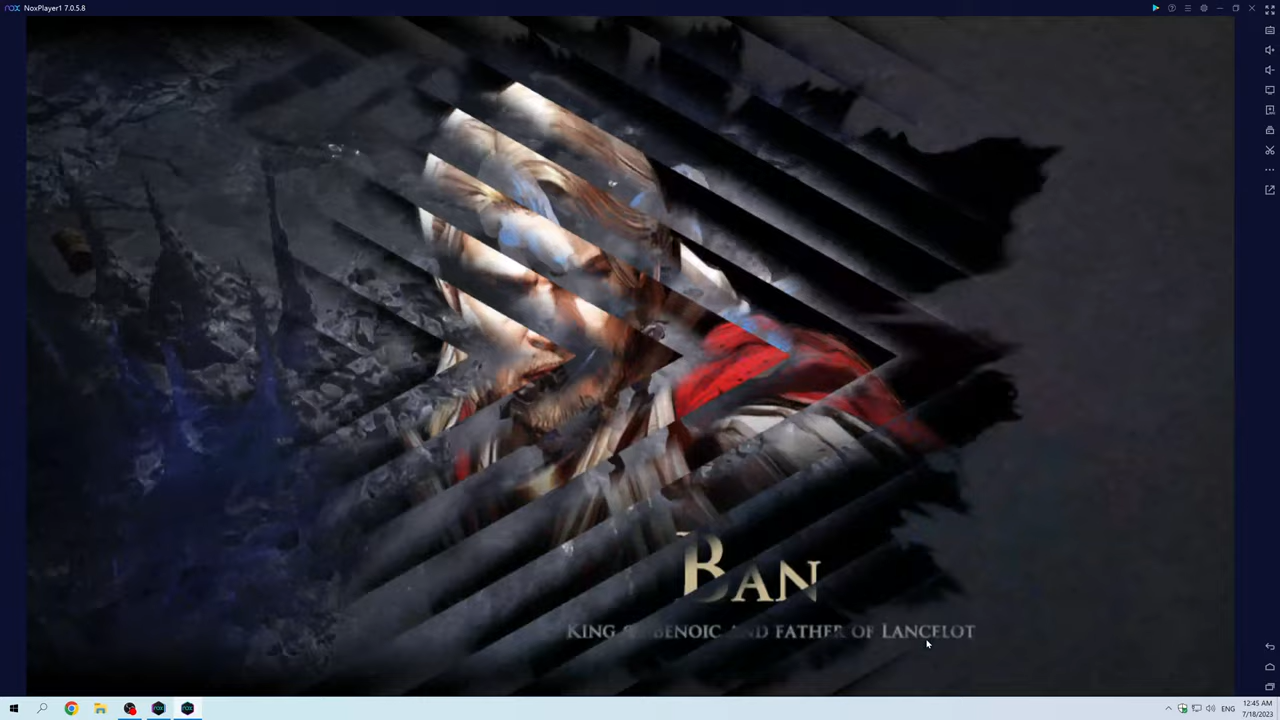 NoxPlayer1 7.0.5.8
BAN
KING OF BENOIC AND FATHER OF LANCELOT
ENG
12:45 AM
7/18/2023